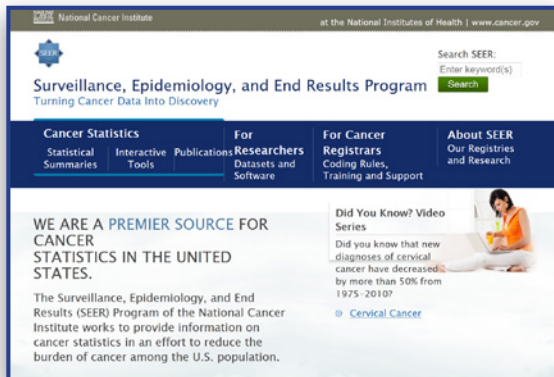 NIH National Cancer Institute
at the National Institutes of Health | www.cancer.gov
SEER
Search SEER:
Enter keyword(s)
Search
Surveillance, Epidemiology, and End Results Program
Turning Cancer Data Into Discovery
Cancer Statistics
Statistical
Summaries
Interactive
Tools
Publications
For
Researchers
Datasets and
Software
For Cancer
Registrars
Coding Rules,
Training and Support
About SEER
Our Registries
and Research
WE ARE A PREMIER SOURCE FOR
CANCER
STATISTICS IN THE UNITED
STATES.
The Surveillance, Epidemiology, and End
Results (SEER) Program of the National Cancer
Institute works to provide information on
cancer statistics in an effort to reduce the
burden of cancer among the U.S. population.
Did You Know? Video
Series
Did you know that new
diagnoses of cervical
cancer have decreased
by more than 50% from
1975-2010?
Cervical Cancer